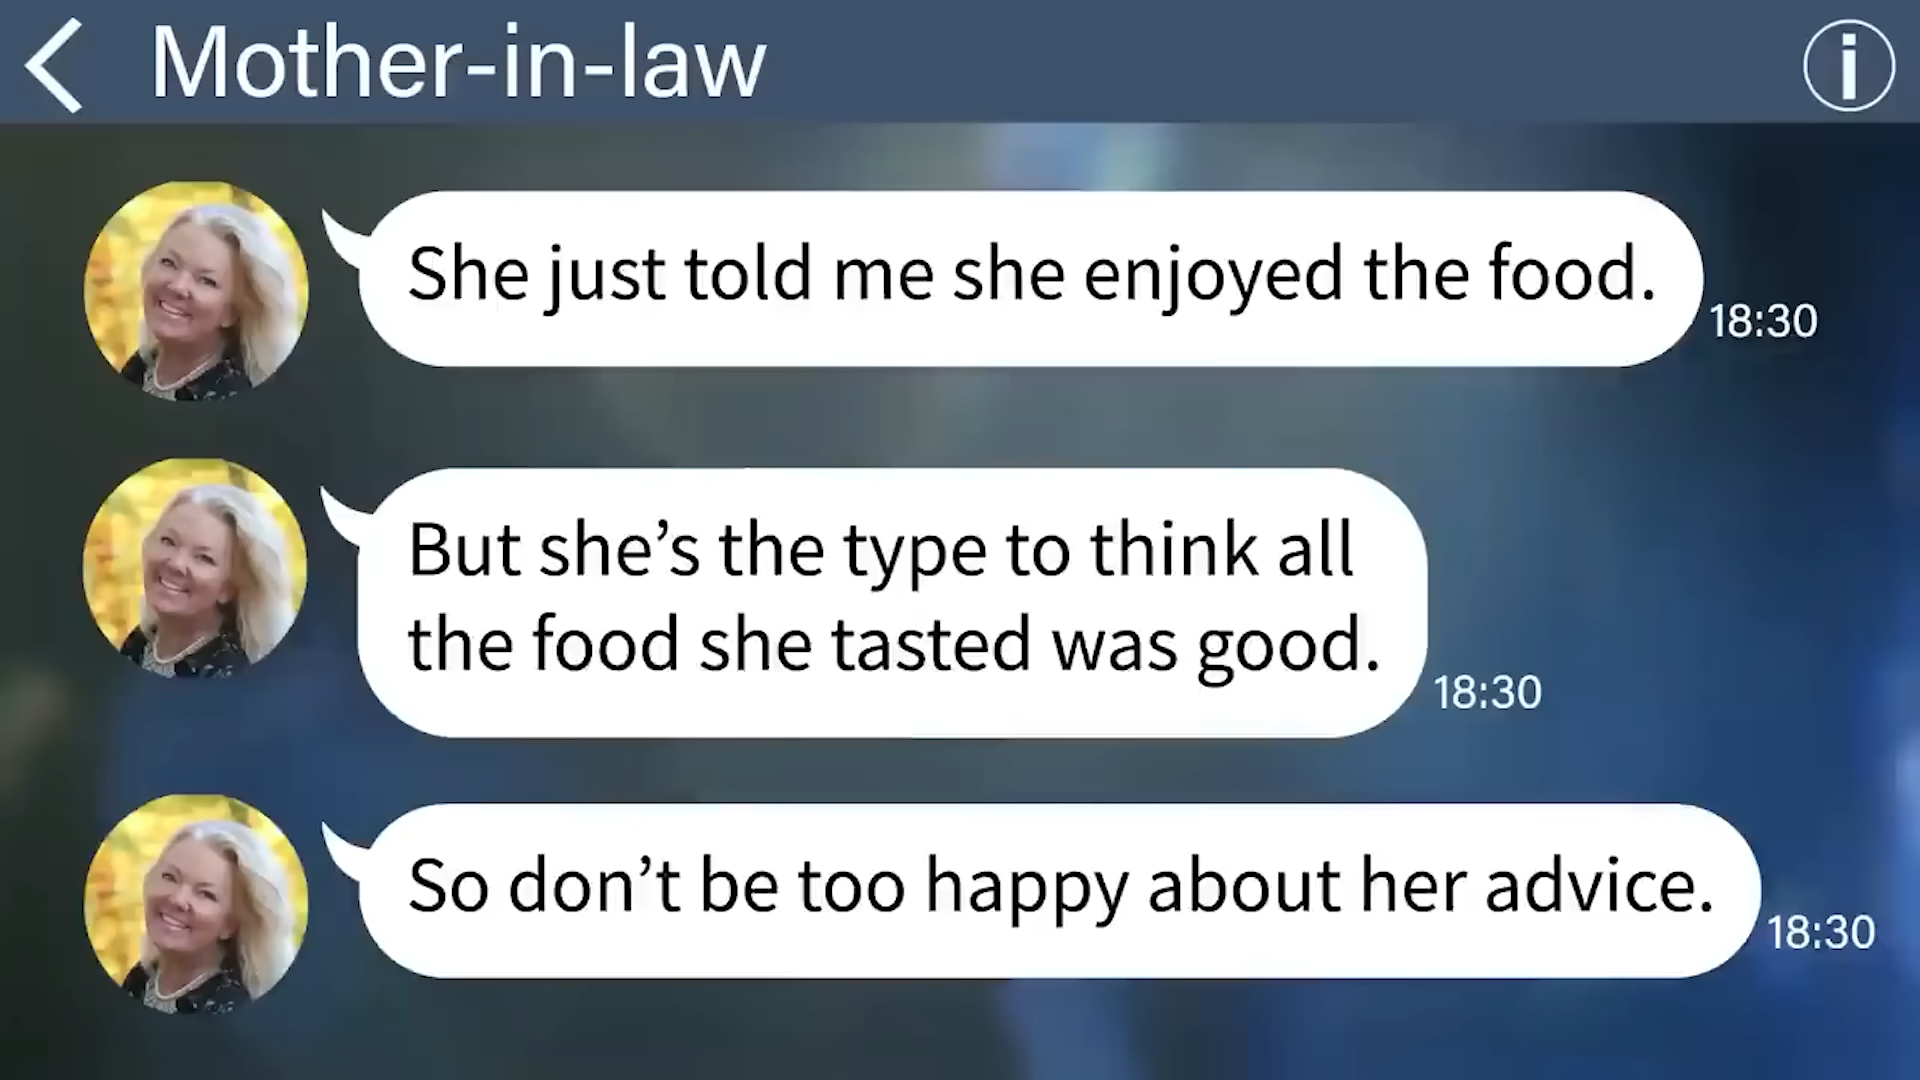 Mother-in-law
She just told me she enjoyed the food.
18:30
But she’s the type to think all
the food she tasted was good.
18:30
So don’t be too happy about her advice.
18:30